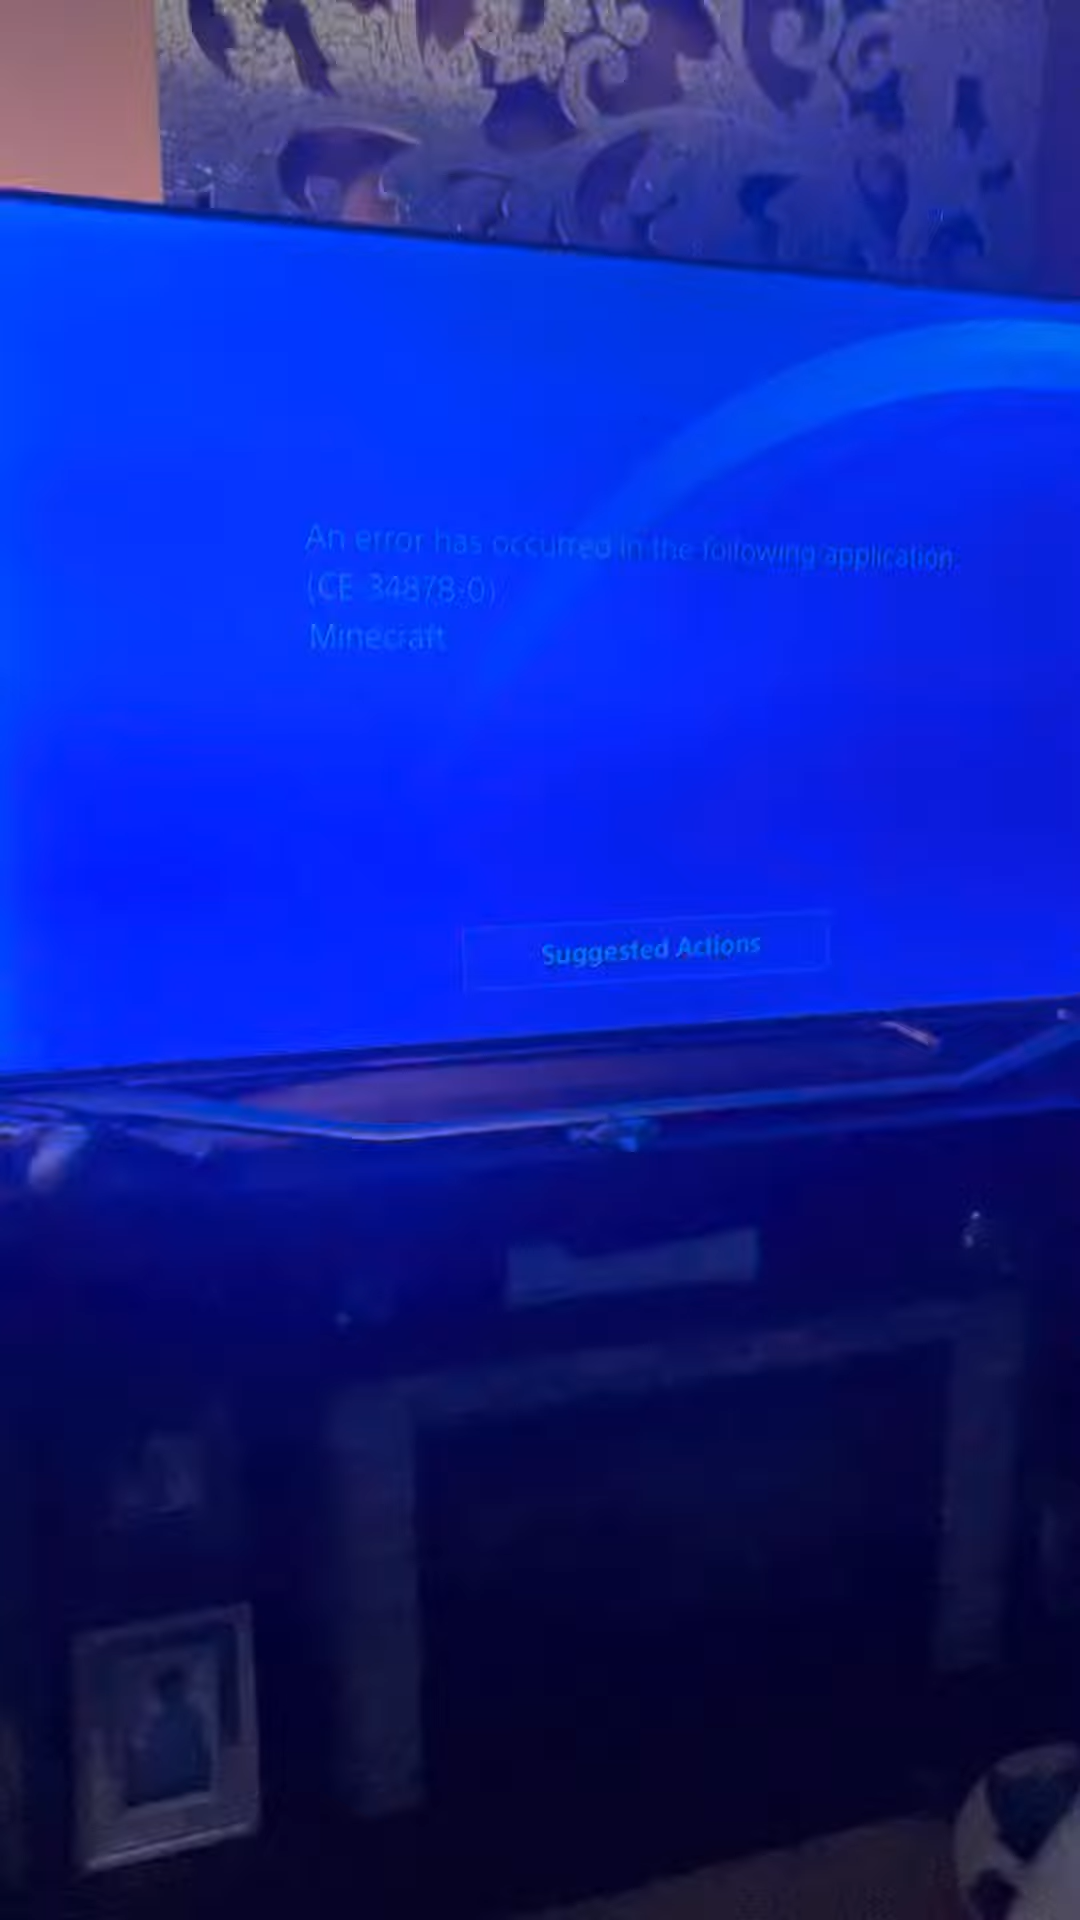 An error has occurred in the following application.
(CE-34878-0)
Minecraft
Suggested Actions